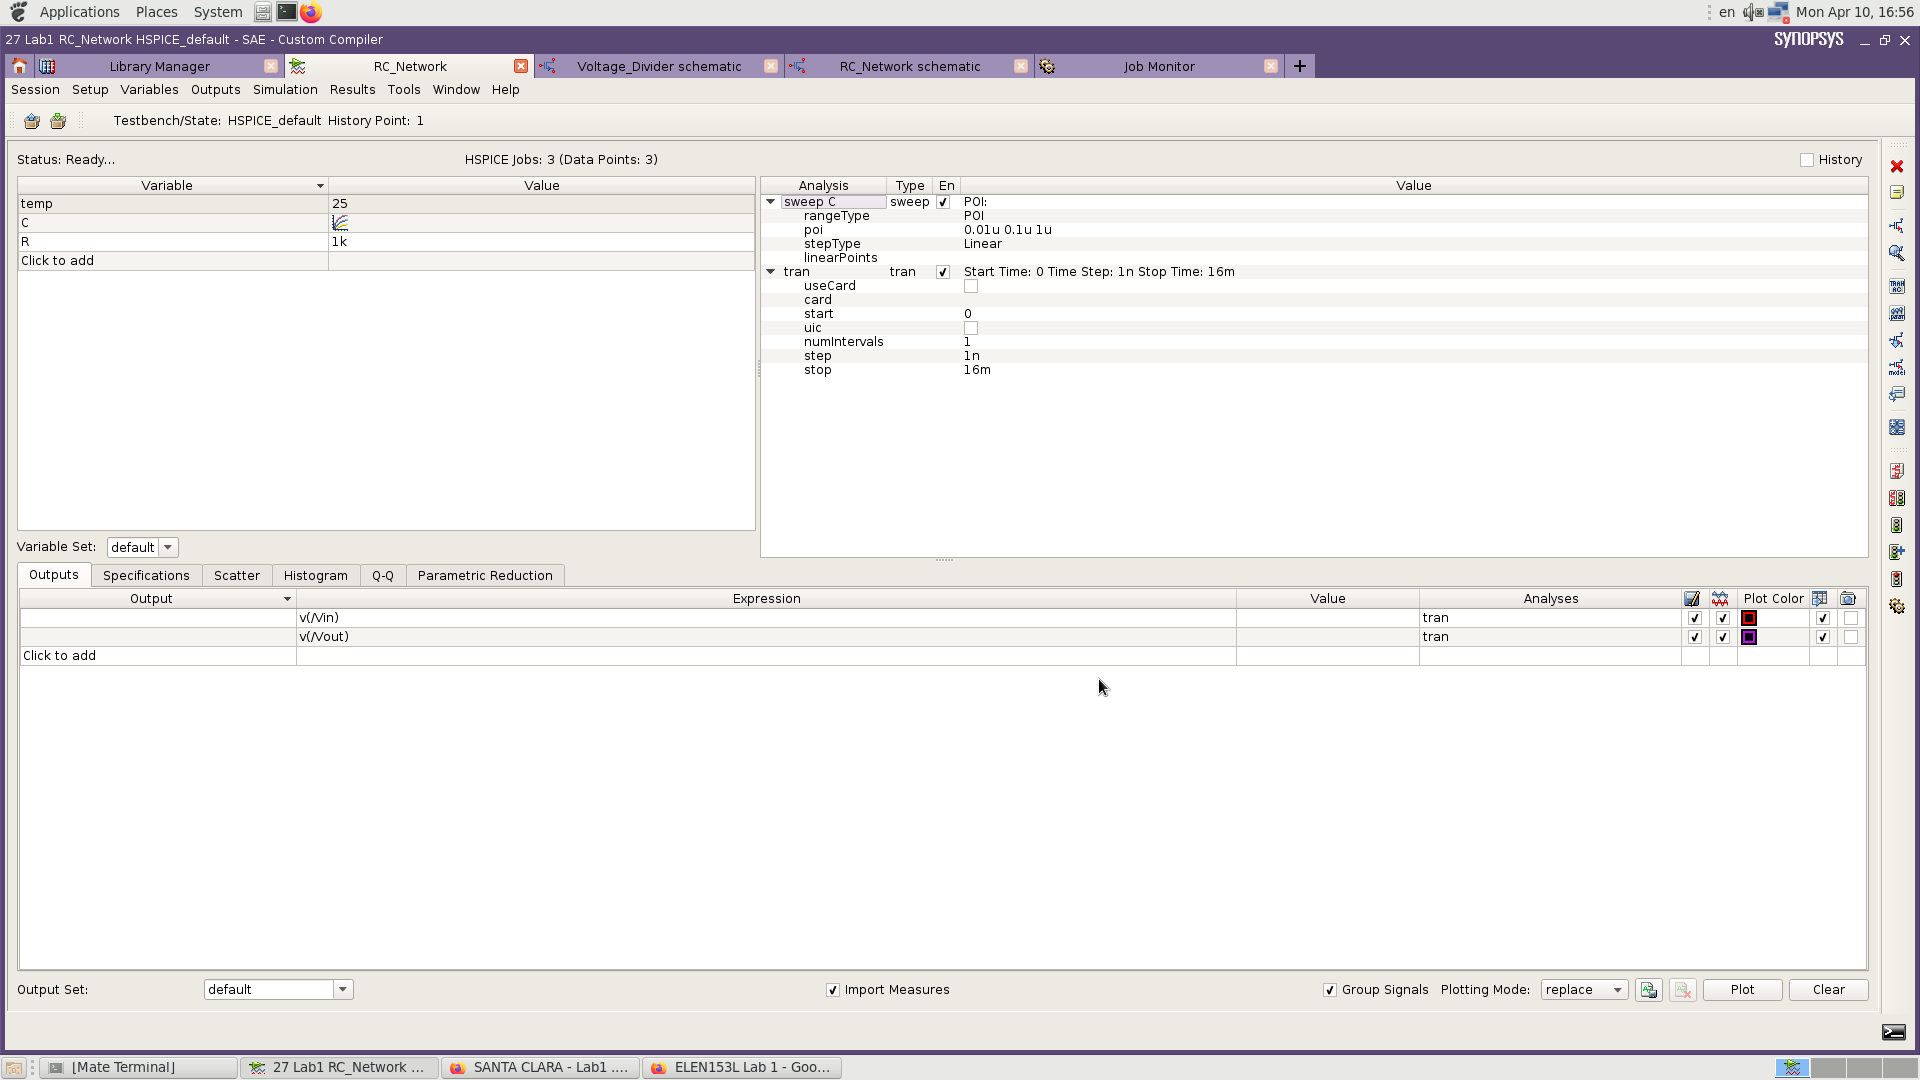 Applications Places System en Mon Apr 10, 16:56
27 Lab1 RC_Network HSPICE_default - SAE - Custom Compiler SYNOPSYS
Library Manager RC_Network Voltage_Divider schematic RC_Network schematic Job Monitor
Session Setup Variables Outputs Simulation Results Tools Window Help
Testbench/State: HSPICE_default History Point: 1
Status: Ready... HSPICE Jobs: 3 (Data Points: 3) History
Variable Value
temp 25
C
R 1k
Click to add
Variable Set: default
Analysis Type En Value
sweep C sweep POI:
rangeType POI
poi 0.01u 0.1u 1u
stepType Linear
linearPoints
tran tran Start Time: 0 Time Step: 1n Stop Time: 16m
useCard
card
start 0
uic
numIntervals 1
step 1n
stop 16m
Outputs Specifications Scatter Histogram Q-Q Parametric Reduction
Output Expression Value Analyses Plot Color
v(/Vin) tran
v(/Vout) tran
Click to add
Output Set: default Import Measures Group Signals Plotting Mode: replace Plot Clear
[Mate Terminal] 27 Lab1 RC_Network ... SANTA CLARA - Lab1 .... ELEN153L Lab 1 - Goo...